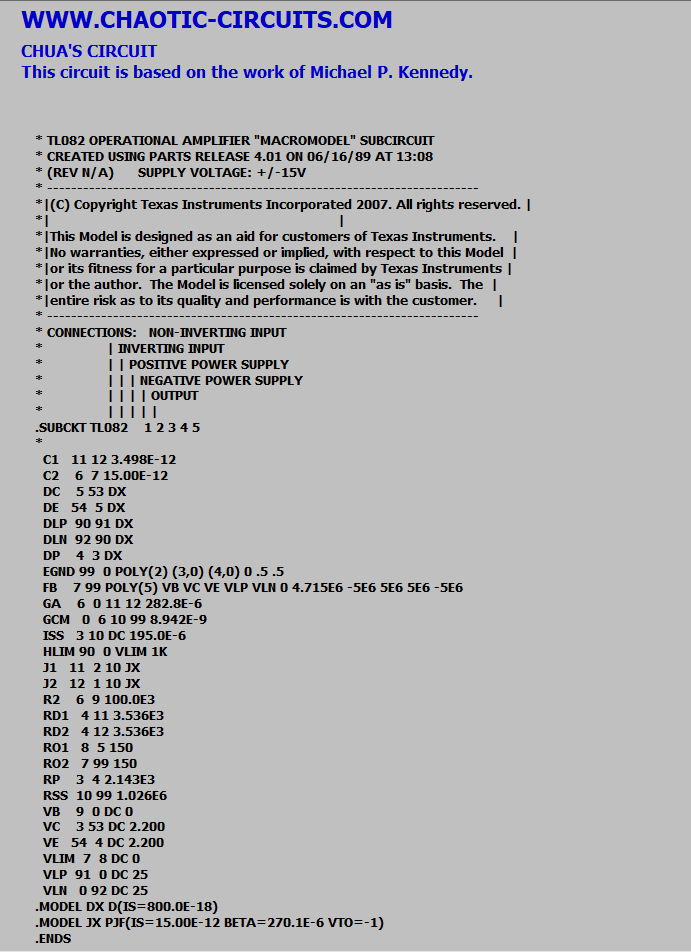 WWW.CHAOTIC-CIRCUITS.COM
CHUA'S CIRCUIT
This circuit is based on the work of Michael P. Kennedy.
* TL082 OPERATIONAL AMPLIFIER "MACROMODEL" SUBCIRCUIT
* CREATED USING PARTS RELEASE 4.01 ON 06/16/89 AT 13:08
* (REV N/A)      SUPPLY VOLTAGE: +/-15V
* ------------------------------------------------------------------------
*|(C) Copyright Texas Instruments Incorporated 2007. All rights reserved. |
*|                                                                         |
*|This Model is designed as an aid for customers of Texas Instruments.    |
*|No warranties, either expressed or implied, with respect to this Model  |
*|or its fitness for a particular purpose is claimed by Texas Instruments |
*|or the author.  The Model is licensed solely on an "as is" basis.  The  |
*|entire risk as to its quality and performance is with the customer.     |
* ------------------------------------------------------------------------
* CONNECTIONS:   NON-INVERTING INPUT
*                | INVERTING INPUT
*                | | POSITIVE POWER SUPPLY
*                | | | NEGATIVE POWER SUPPLY
*                | | | | OUTPUT
*                | | | | |
.SUBCKT TL082    1 2 3 4 5
*
C1   11 12 3.498E-12
C2    6  7 15.00E-12
DC    5 53 DX
DE   54  5 DX
DLP  90 91 DX
DLN  92 90 DX
DP    4  3 DX
EGND 99  0 POLY(2) (3,0) (4,0) 0 .5 .5
FB    7 99 POLY(5) VB VC VE VLP VLN 0 4.715E6 -5E6 5E6 5E6 -5E6
GA    6  0 11 12 282.8E-6
GCM   0  6 10 99 8.942E-9
ISS   3 10 DC 195.0E-6
HLIM 90  0 VLIM 1K
J1   11  2 10 JX
J2   12  1 10 JX
R2    6  9 100.0E3
RD1   4 11 3.536E3
RD2   4 12 3.536E3
RO1   8  5 150
RO2   7 99 150
RP    3  4 2.143E3
RSS  10 99 1.026E6
VB    9  0 DC 0
VC    3 53 DC 2.200
VE   54  4 DC 2.200
VLIM  7  8 DC 0
VLP  91  0 DC 25
VLN   0 92 DC 25
.MODEL DX D(IS=800.0E-18)
.MODEL JX PJF(IS=15.00E-12 BETA=270.1E-6 VTO=-1)
.ENDS